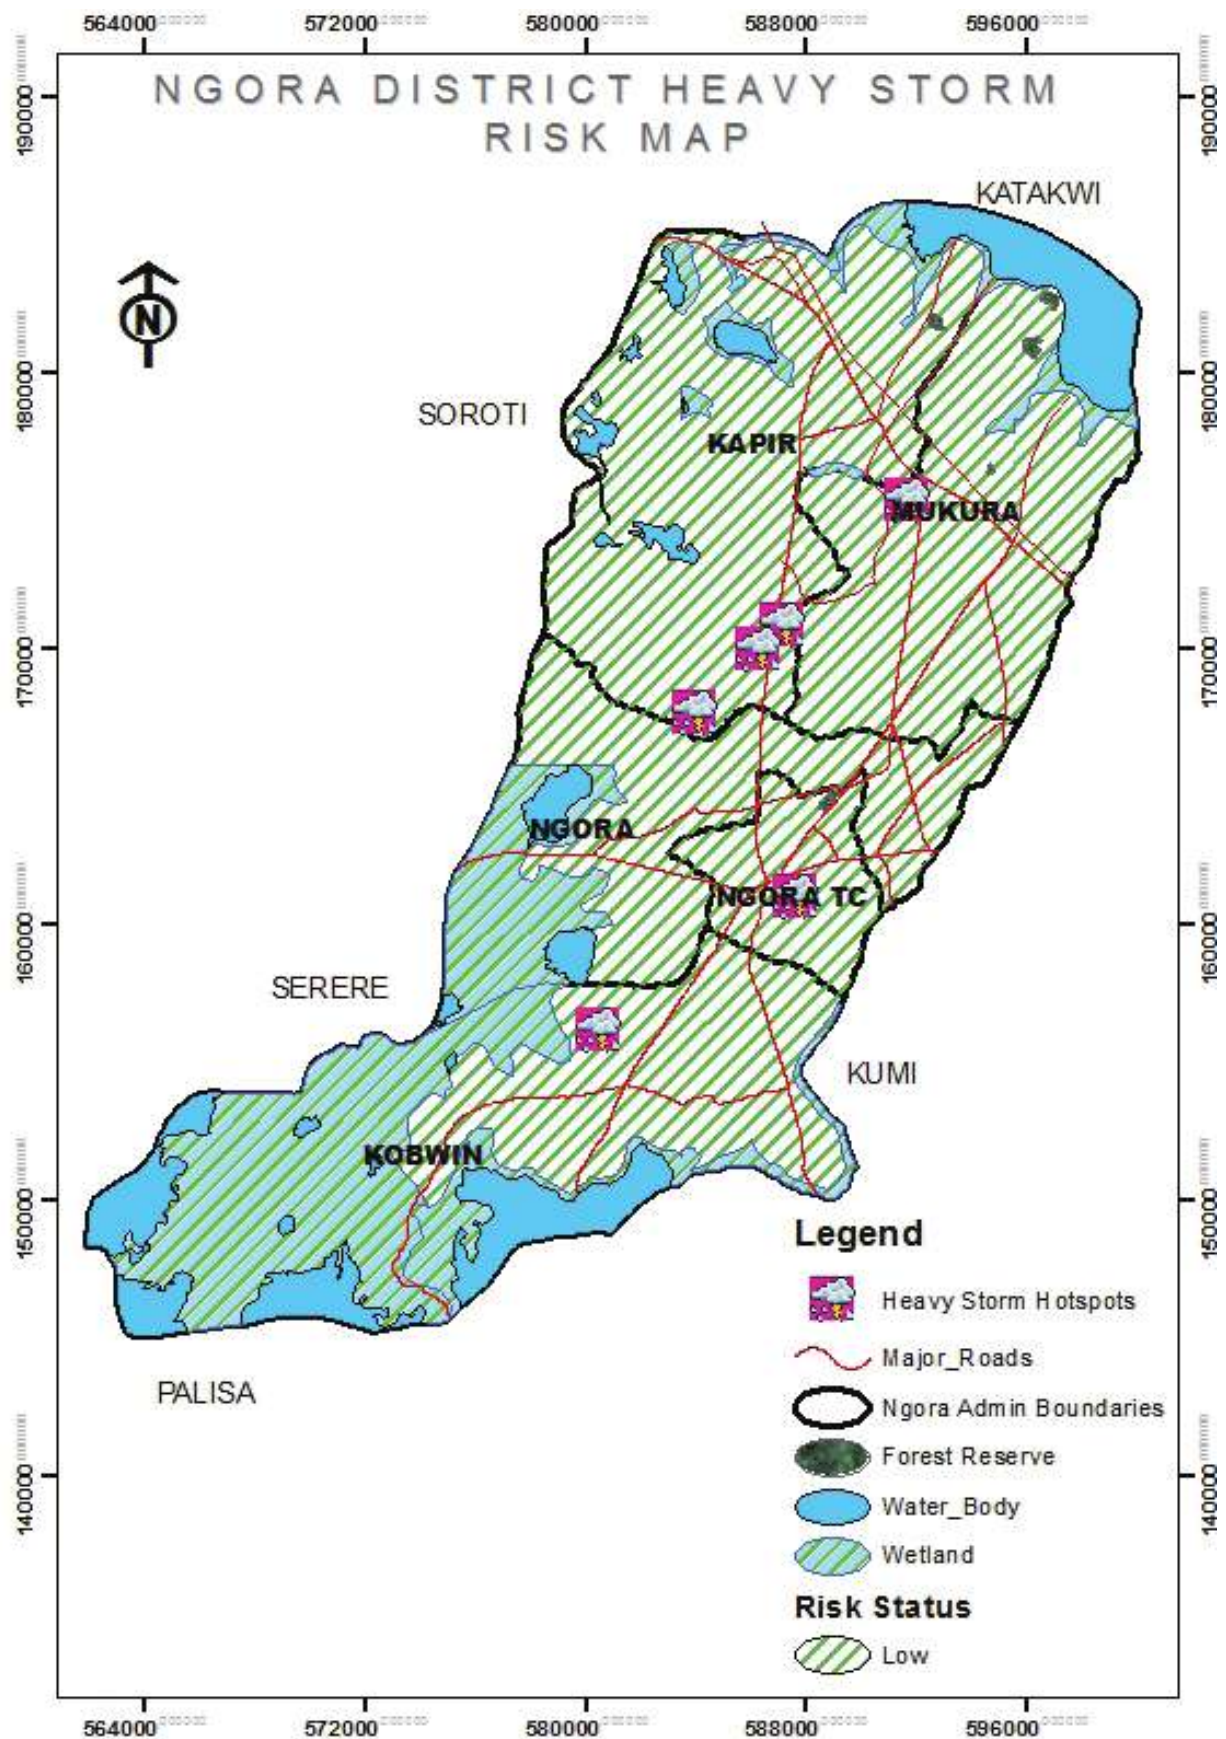 564000 572000 580000 588000 596000
NGORA DISTRICT HEAVY STORM
RISK MAP
190000 190000
KATAKWI
N
180000 180000
SOROTI
KAPIR
MUKURA
170000 170000
NGORA
NGORA TC
160000 160000
SERERE
KUMI
KOBWIN
150000 150000
Legend
Heavy Storm Hotspots
Major_Roads
PALISA
Ngora Admin Boundaries
Forest Reserve
140000 140000
Water_Body
Wetland
Risk Status
Low
564000 572000 580000 588000 596000